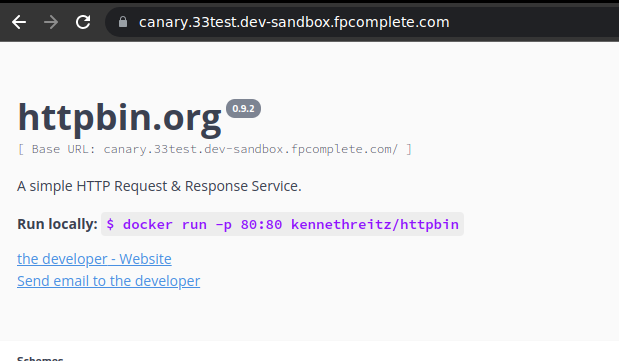 canary.33test.dev-sandbox.fpcomplete.com
httpbin.org 0.9.2
[ Base URL: canary.33test.dev-sandbox.fpcomplete.com/ ]
A simple HTTP Request & Response Service.
Run locally: $ docker run -p 80:80 kennethreitz/httpbin
the developer - Website
Send email to the developer
Schemes